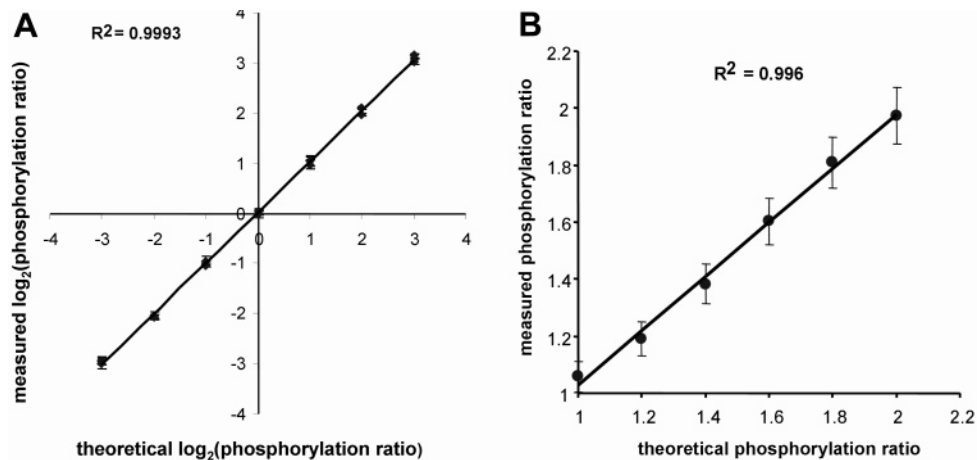 A
R² = 0.9993
measured log₂(phosphorylation ratio)
4
3
2
1
0
-1
-2
-3
-4
-4 -3 -2 -1 0 1 2 3 4
theoretical log₂(phosphorylation ratio)
B
R² = 0.996
measured phosphorylation ratio
2.2
2
1.8
1.6
1.4
1.2
1
1 1.2 1.4 1.6 1.8 2 2.2
theoretical phosphorylation ratio